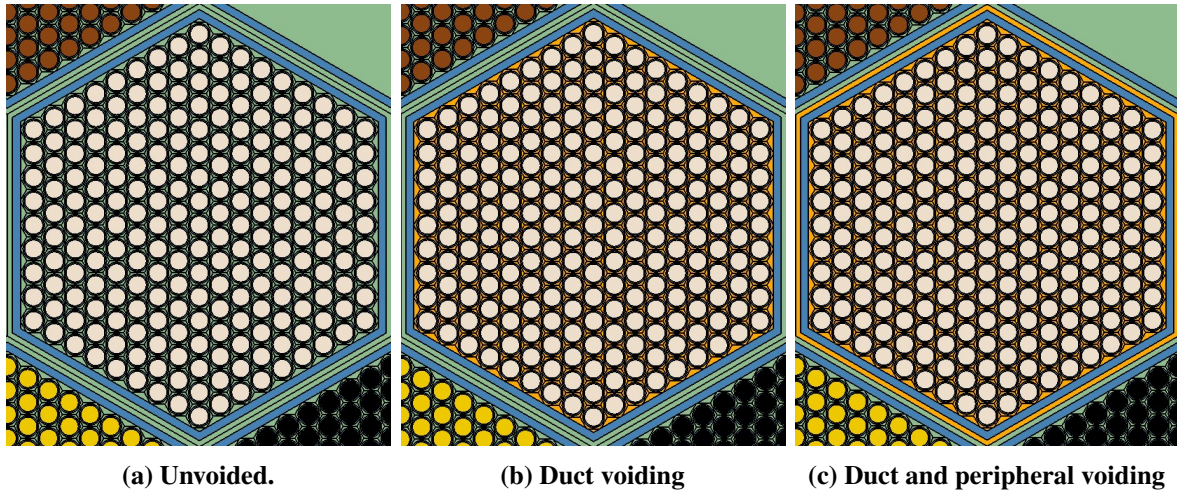 (a) Unvoided.
(b) Duct voiding
(c) Duct and peripheral voiding